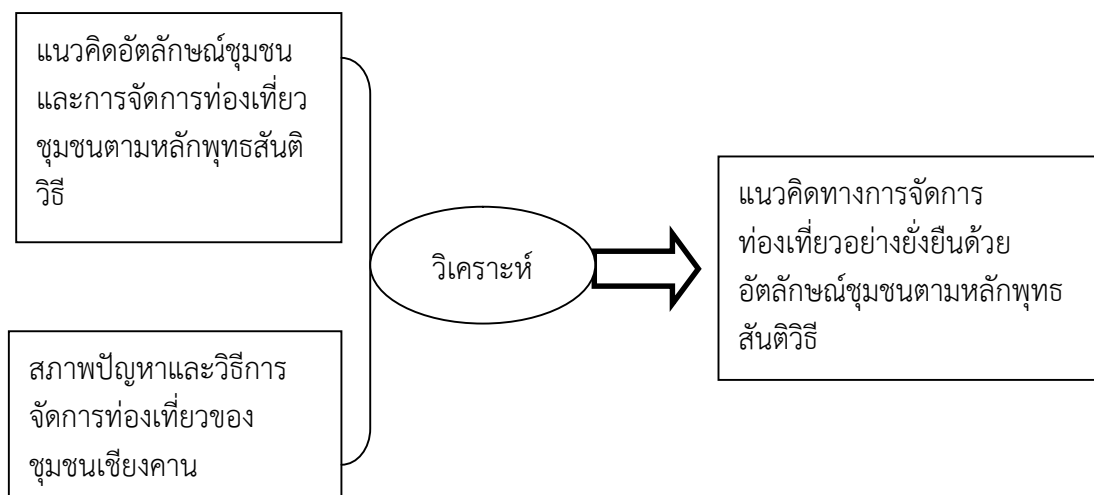 แนวคิดอัตลักษณ์ชุมชน
และการจัดการท่องเที่ยว
ชุมชนตามหลักพุทธสันติ
วิธี
สภาพปัญหาและวิธีการ
จัดการท่องเที่ยวของ
ชุมชนเชียงคาน
วิเคราะห์
แนวคิดทางการจัดการ
ท่องเที่ยวอย่างยั่งยืนด้วย
อัตลักษณ์ชุมชนตามหลักพุทธ
สันติวิธี